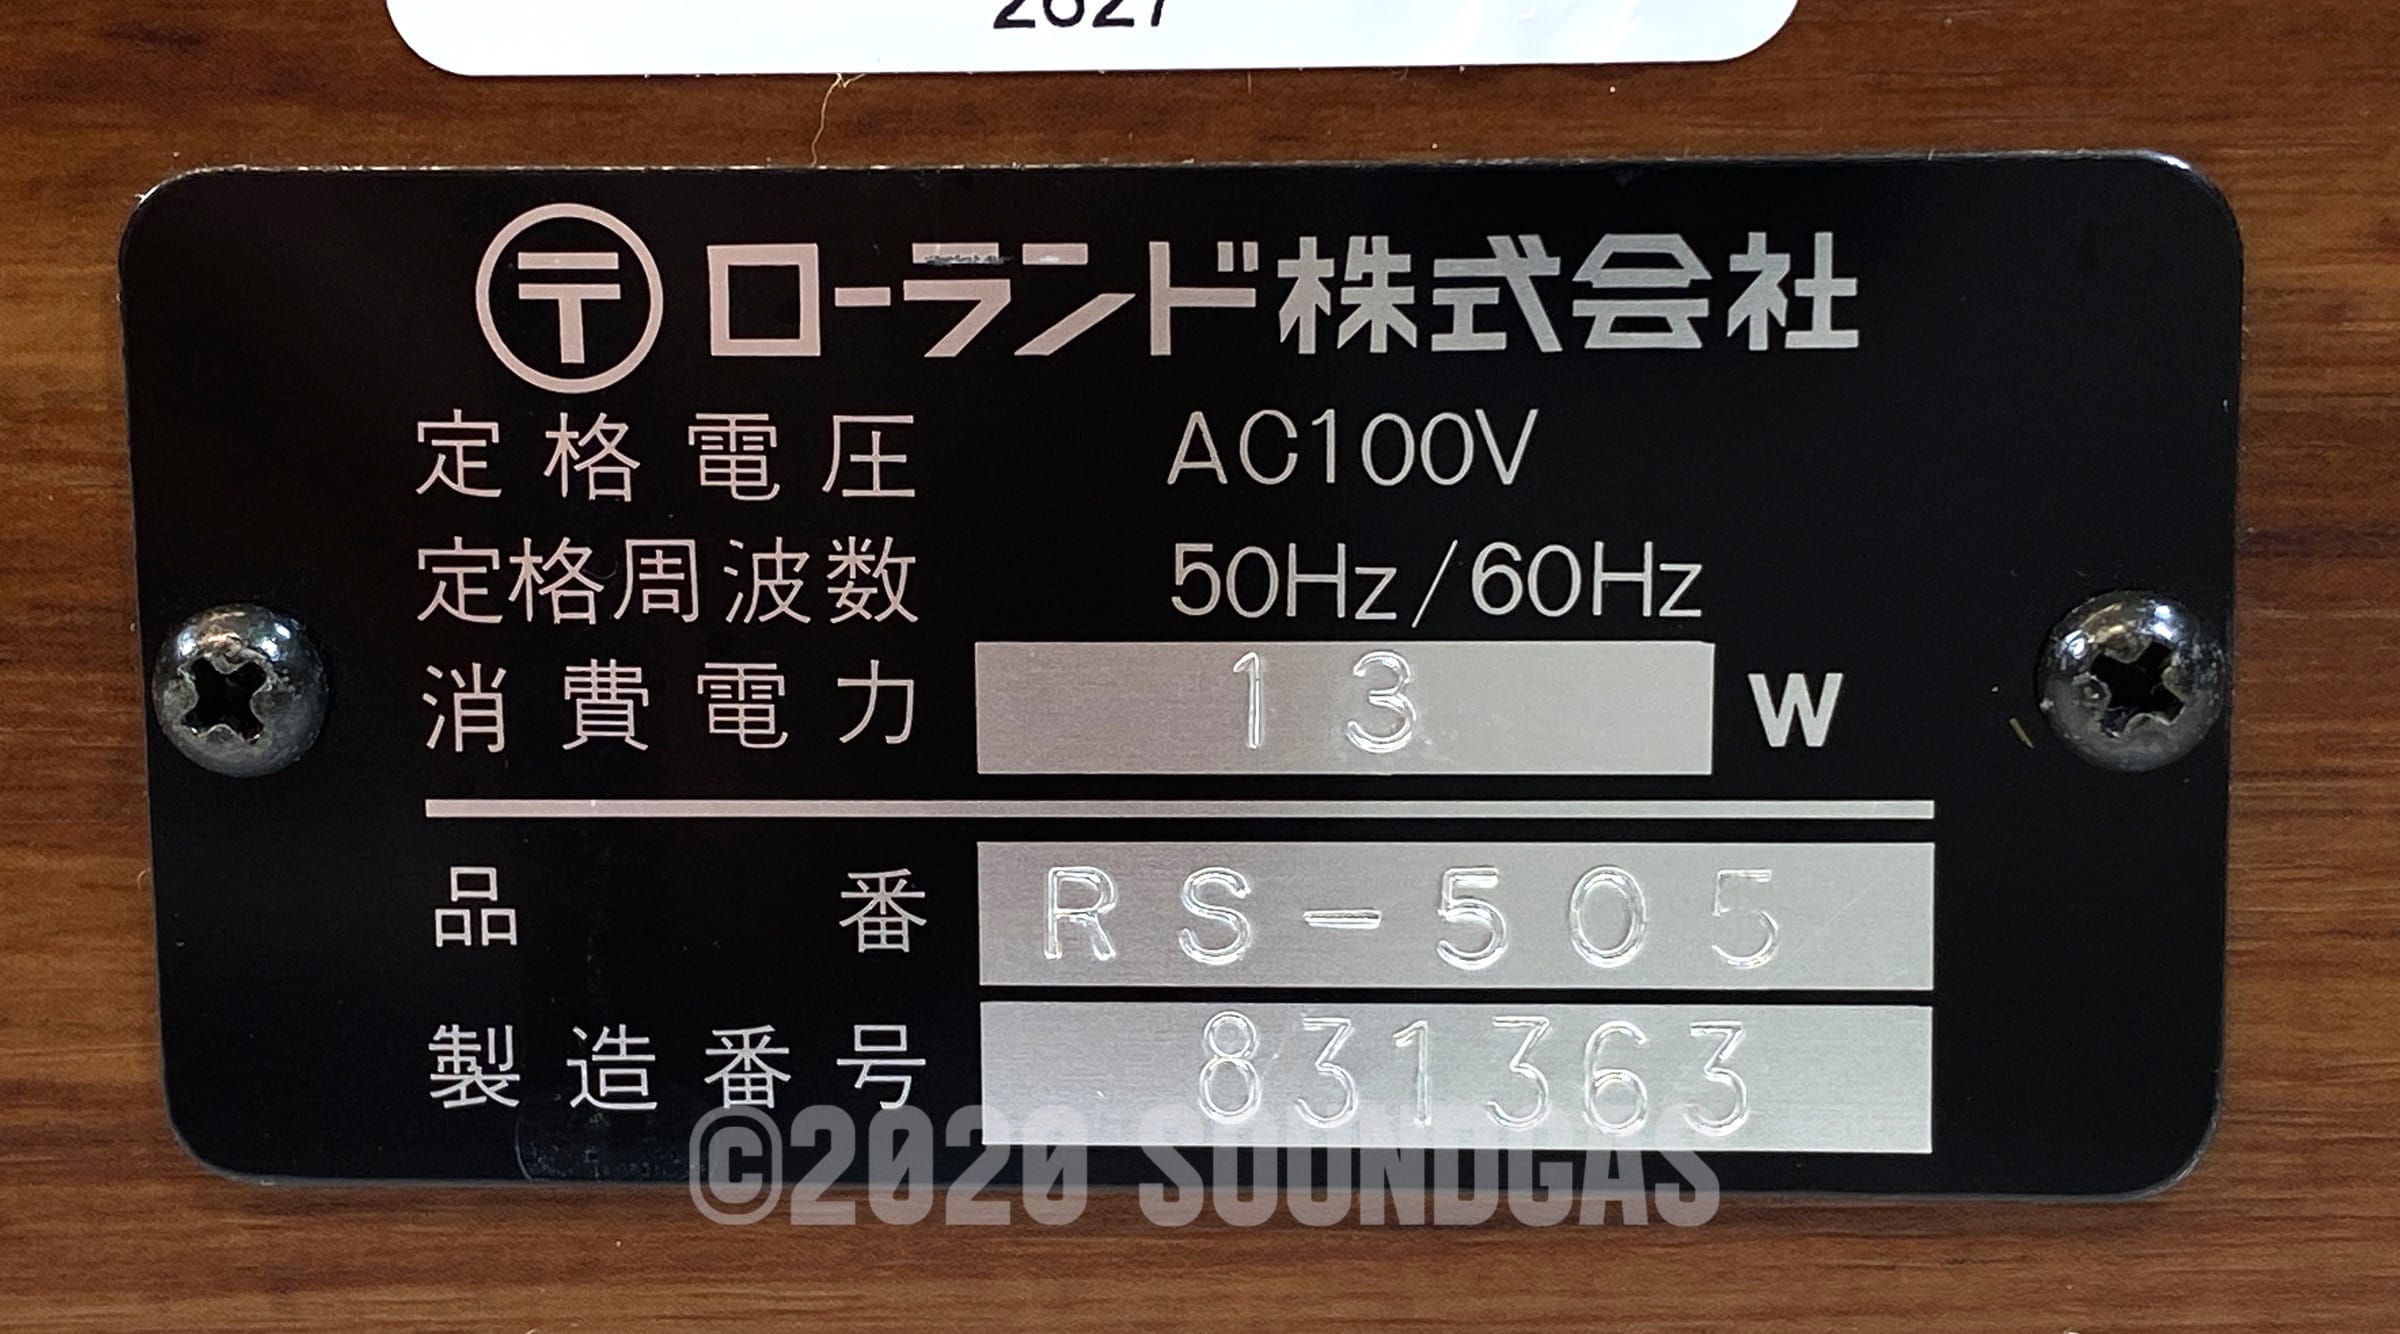 2627
〒 ローランド株式会社
定格電圧 AC100V
定格周波数 50Hz/60Hz
消費電力 13 W
品番 RS-505
製造番号 831363
©2020 SOUNDGAS